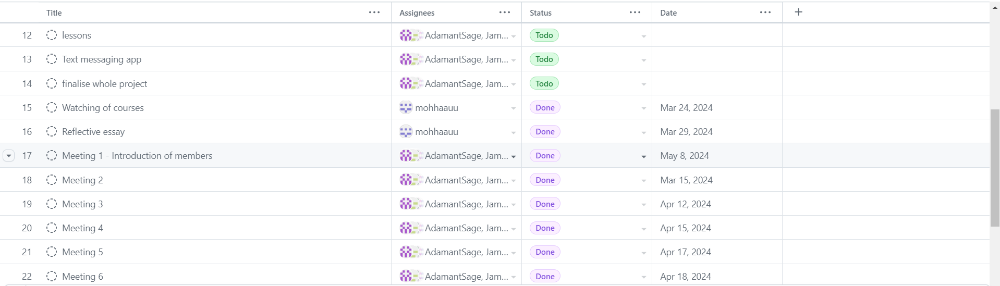 Title ... Assignees ... Status ... Date ... +
12 lessons AdamantSage, Jam... Todo
13 Text messaging app AdamantSage, Jam... Todo
14 finalise whole project AdamantSage, Jam... Todo
15 Watching of courses mohhaauu Done Mar 24, 2024
16 Reflective essay mohhaauu Done Mar 29, 2024
17 Meeting 1 - Introduction of members AdamantSage, Jam... Done May 8, 2024
18 Meeting 2 AdamantSage, Jam... Done Mar 15, 2024
19 Meeting 3 AdamantSage, Jam... Done Apr 12, 2024
20 Meeting 4 AdamantSage, Jam... Done Apr 15, 2024
21 Meeting 5 AdamantSage, Jam... Done Apr 17, 2024
22 Meeting 6 AdamantSage, Jam... Done Apr 18, 2024